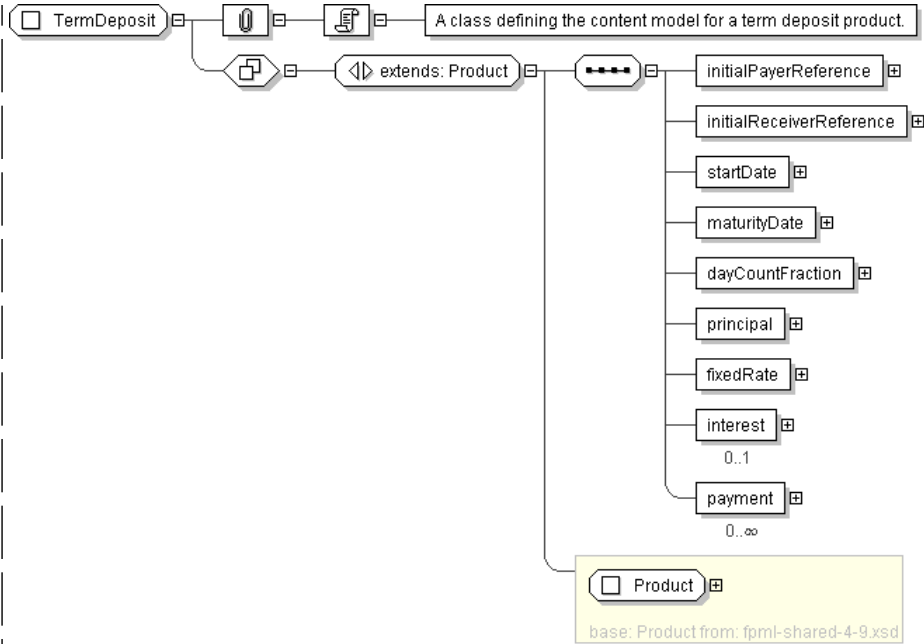 TermDeposit
A class defining the content model for a term deposit product.
extends: Product
initialPayerReference
initialReceiverReference
startDate
maturityDate
dayCountFraction
principal
fixedRate
interest
0..1
payment
0..∞
Product
base: Product from: fpml-shared-4-9.xsd